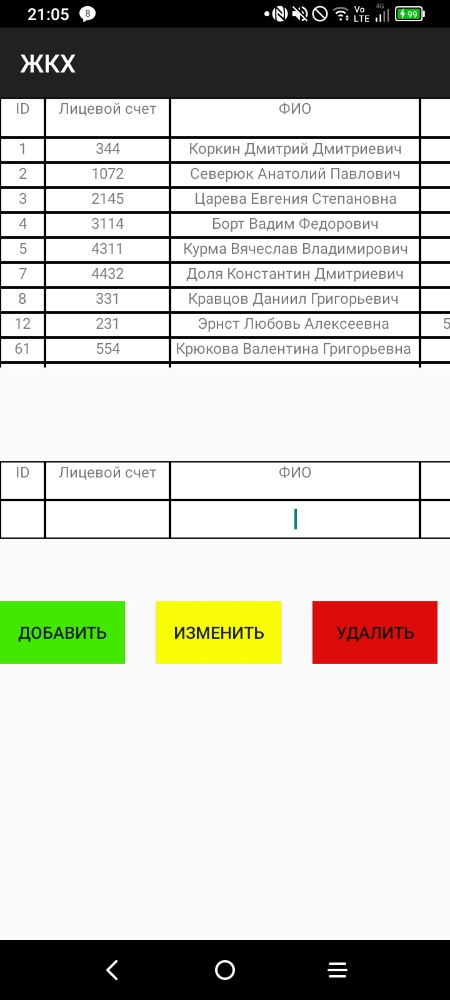 21:05 8 Vo LTE 4G 99
ЖКХ
ID Лицевой счет ФИО
1 344 Коркин Дмитрий Дмитриевич
2 1072 Северюк Анатолий Павлович
3 2145 Царева Евгения Степановна
4 3114 Борт Вадим Федорович
5 4311 Курма Вячеслав Владимирович
7 4432 Доля Константин Дмитриевич
8 331 Кравцов Даниил Григорьевич
12 231 Эрнст Любовь Алексеевна 5
61 554 Крюкова Валентина Григорьевна
ID Лицевой счет ФИО
ДОБАВИТЬ ИЗМЕНИТЬ УДАЛИТЬ